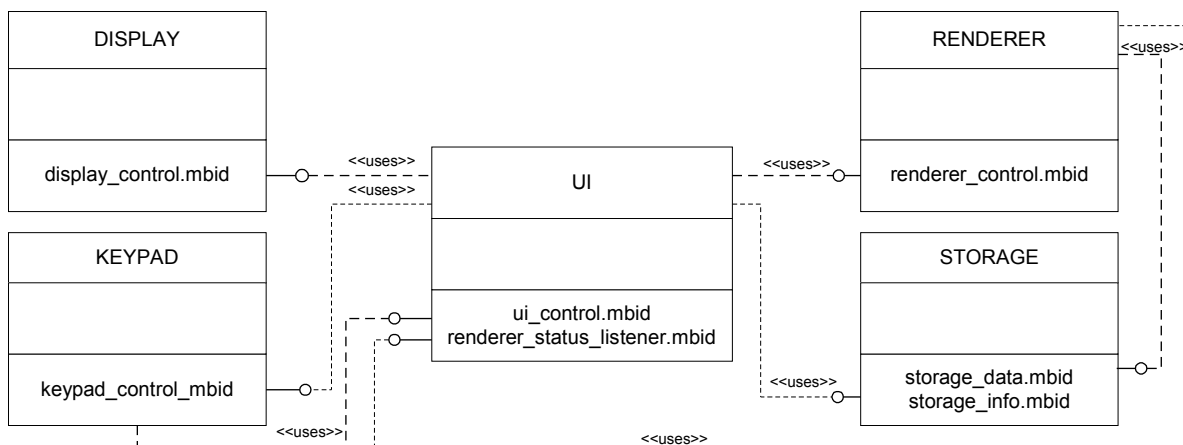 DISPLAY
display_control.mbid
<<uses>>
<<uses>>
KEYPAD
keypad_control_mbid
<<uses>>
UI
ui_control.mbid
renderer_status_listener.mbid
<<uses>>
<<uses>>
<<uses>>
RENDERER
<<uses>>
renderer_control.mbid
STORAGE
storage_data.mbid
storage_info.mbid